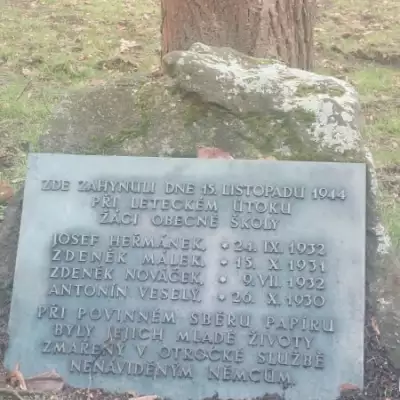 ZDE ZAHYNULI DNE 15. LISTOPADU 1944
PŘI LETECKÉM ÚTOKU
ŽÁCI OBECNÉ ŠKOLY
JOSEF HEŘMÁNEK, * 24. IX. 1932
ZDENĚK MÁLEK, * 15. X. 1931
ZDENĚK NOVÁČEK, * 9. VII. 1932
ANTONÍN VESELÝ, * 26. X. 1930
PŘI POVINNÉM SBĚRU PAPÍRU
BYLY JEJICH MLADÉ ŽIVOTY
ZMAŘENY V OTROCKÉ SLUŽBĚ
NENÁVIDĚNÝM NĚMCŮM.